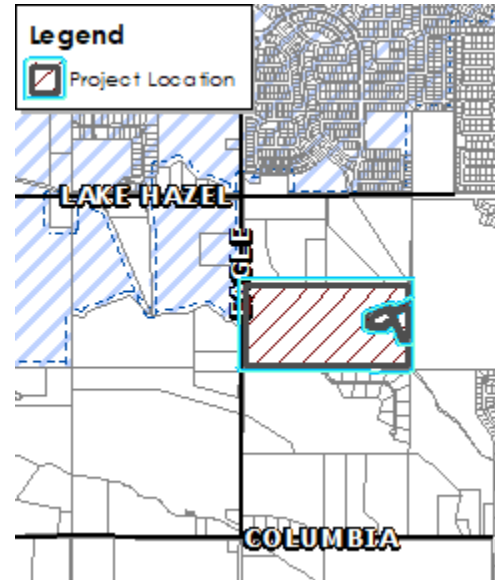 Legend
Project Location
LAKE HAZEL
EAGLE
COLUMBIA